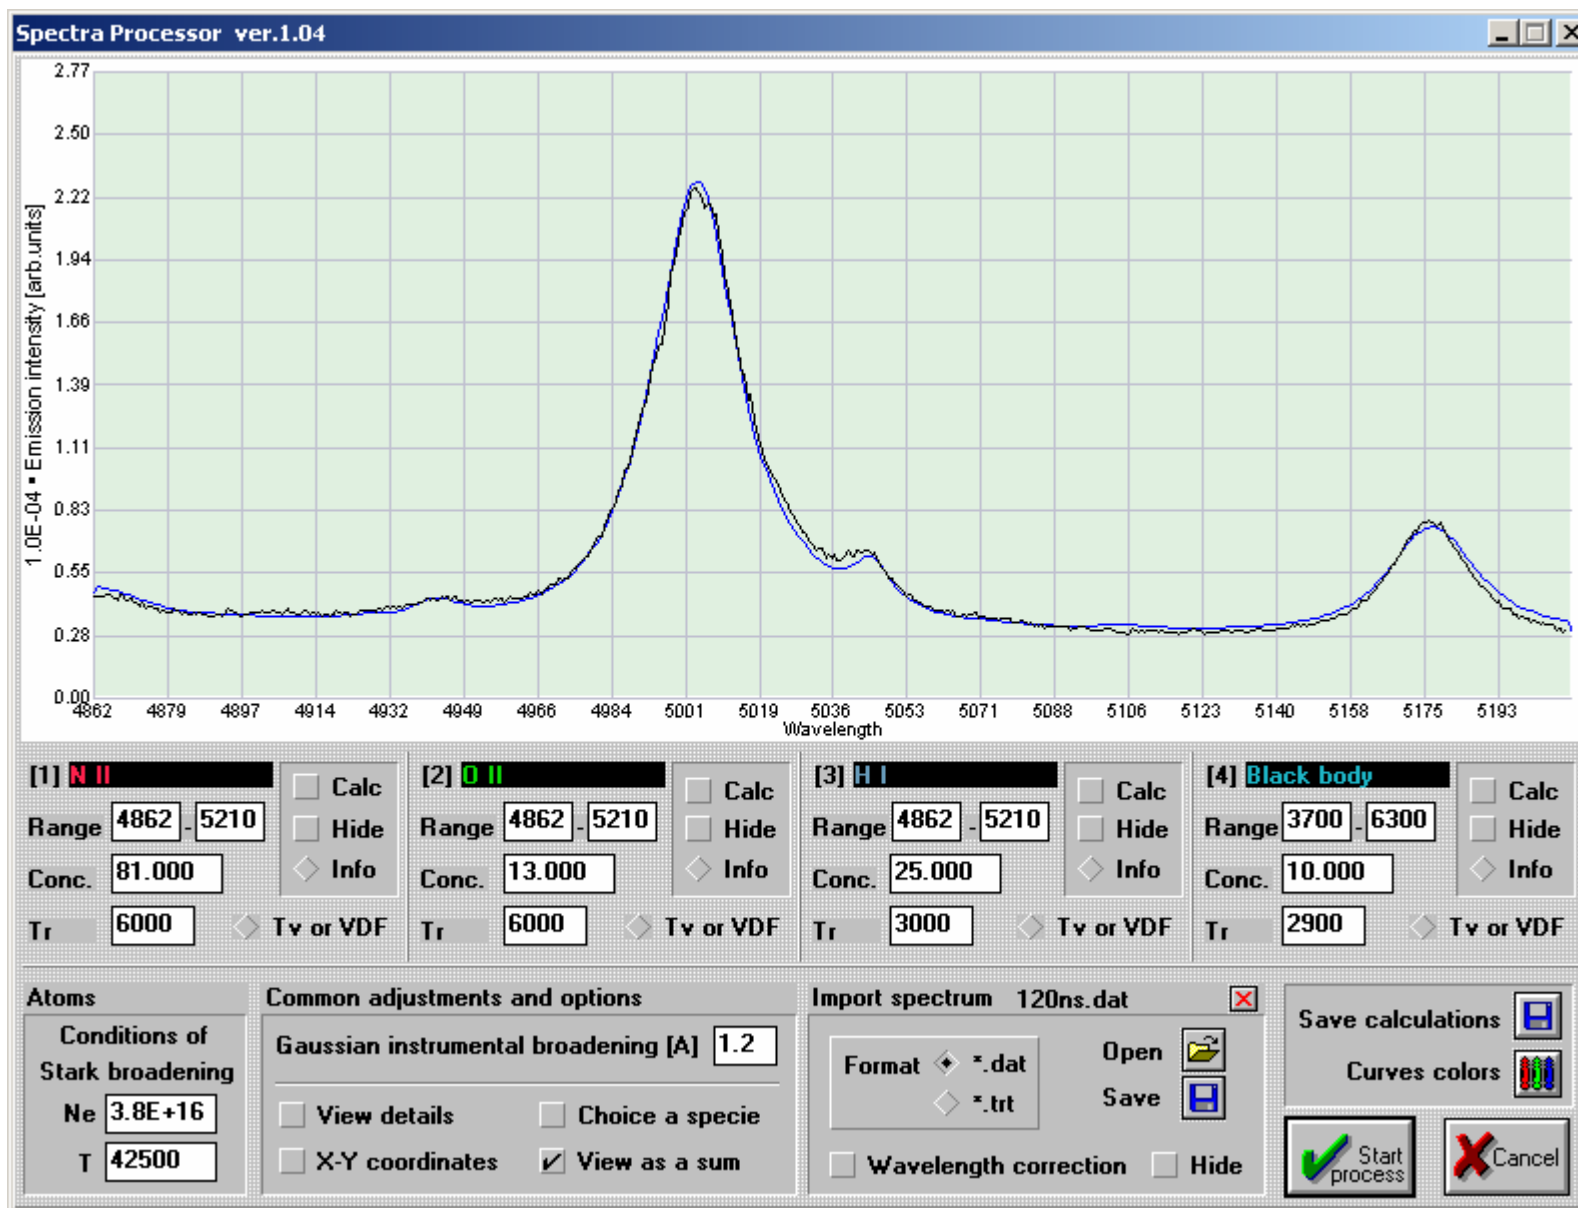 Spectra Processor ver.1.04
1.0E-04 ▪ Emission intensity [arb.units]
2.77
2.50
2.22
1.94
1.66
1.39
1.11
0.83
0.55
0.28
0.00
4862 4879 4897 4914 4932 4949 4966 4984 5001 5019 5036 5053 5071 5088 5106 5123 5140 5158 5175 5193
Wavelength
[1] N II
Calc
Range 4862 - 5210
Hide
Conc. 81.000
Info
Tr 6000
Tv or VDF
[2] O II
Calc
Range 4862 - 5210
Hide
Conc. 13.000
Info
Tr 6000
Tv or VDF
[3] H I
Calc
Range 4862 - 5210
Hide
Conc. 25.000
Info
Tr 3000
Tv or VDF
[4] Black body
Calc
Range 3700 - 6300
Hide
Conc. 10.000
Info
Tr 2900
Tv or VDF
Atoms
Conditions of
Stark broadening
Ne 3.8E+16
T 42500
Common adjustments and options
Gaussian instrumental broadening [A] 1.2
View details
Choice a specie
X-Y coordinates
View as a sum
Import spectrum 120ns.dat
Format *.dat
*.trt
Open
Save
Wavelength correction
Hide
Save calculations
Curves colors
Start
process
Cancel